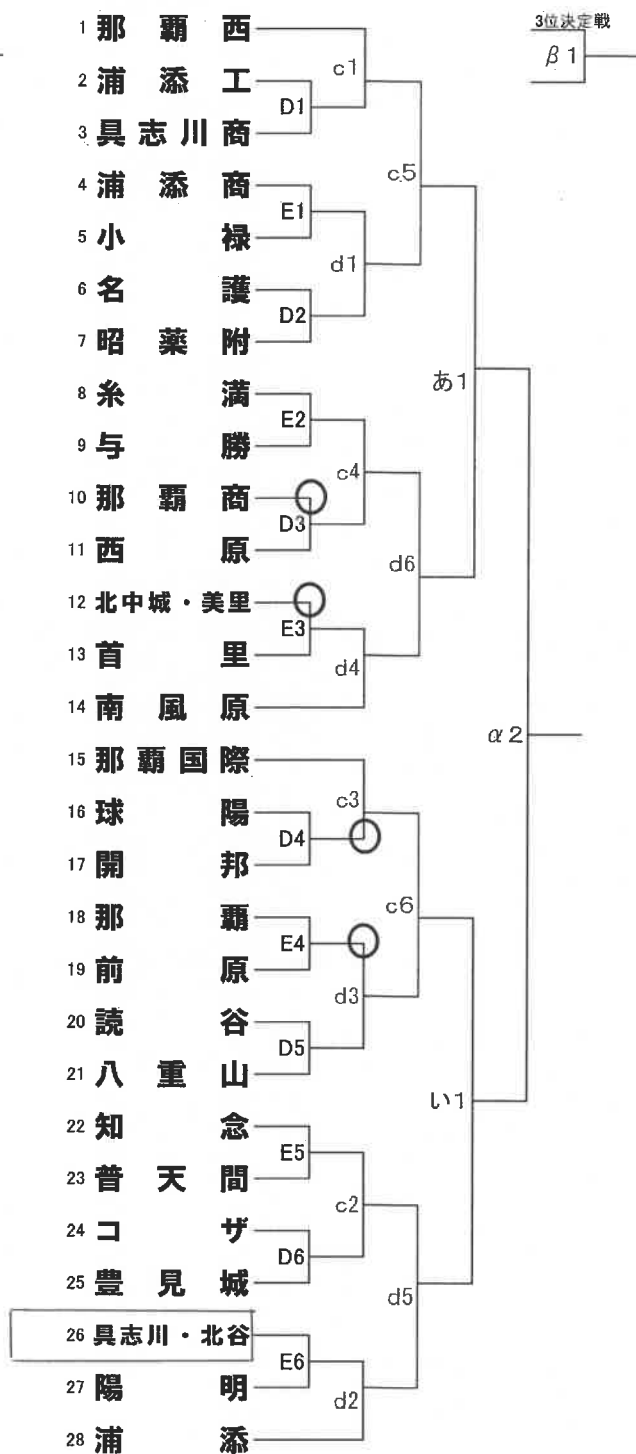 3位決定戦
β1
1 那覇西
2 浦添工
3 具志川商
4 浦添商
5 小禄
6 名護
7 昭薬附
8 糸満
9 与勝
10 那覇商
11 西原
12 北中城・美里
13 首里
14 南風原
15 那覇国際
16 球陽
17 開邦
18 那覇
19 前原
20 読谷
21 八重山
22 知念
23 普天間
24 コザ
25 豊見城
26 具志川・北谷
27 陽明
28 浦添
D1
E1
D2
E2
D3
E3
D4
E4
D5
E5
D6
E6
c1
d1
c4
d4
c3
d3
c2
d2
c5
d6
c6
d5
あ1
い1
α2